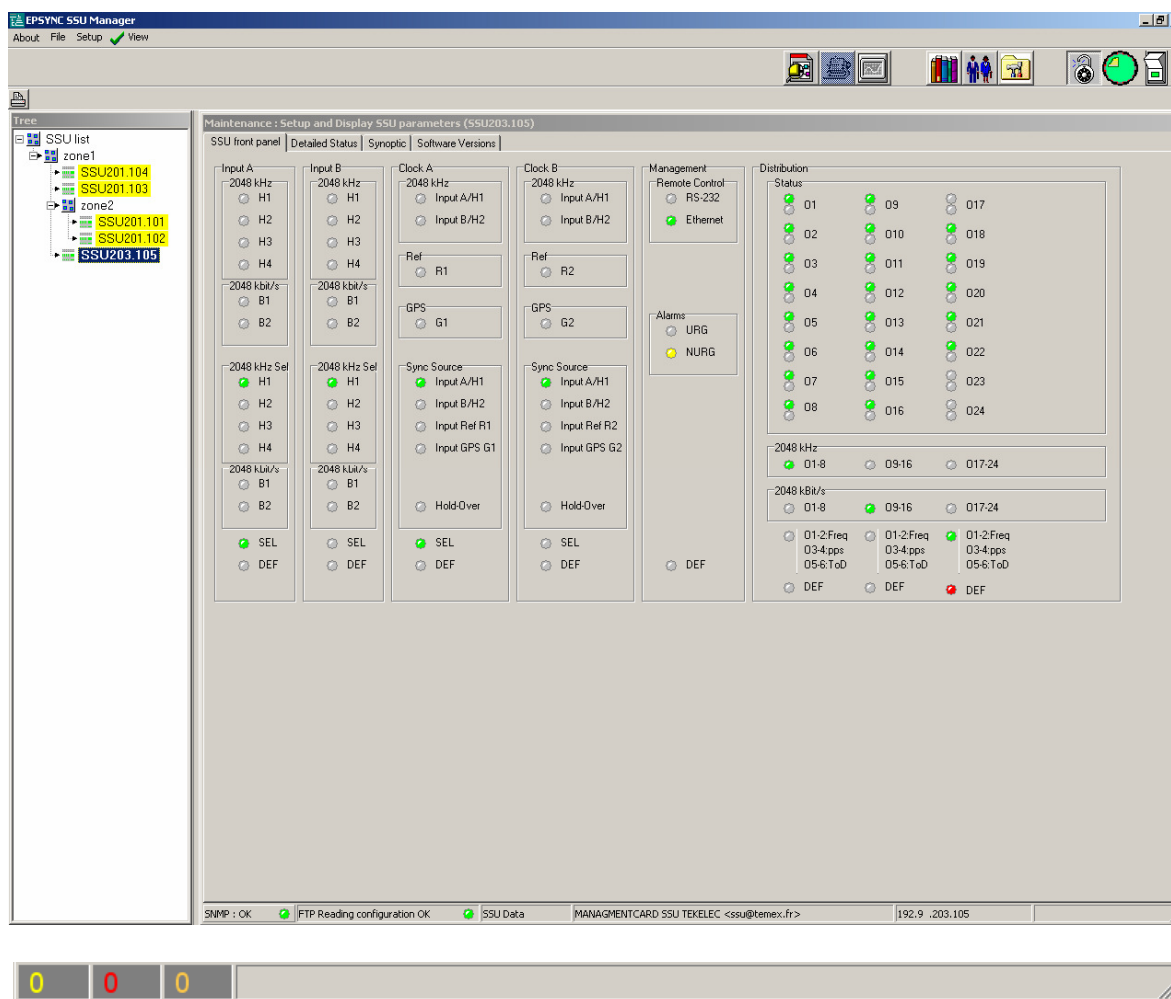 EPSYNC SSU Manager
About File Setup View
Tree
SSU list
zone1
SSU201.104
SSU201.103
zone2
SSU201.101
SSU201.102
SSU203.105
Maintenance : Setup and Display SSU parameters (SSU203.105)
SSU front panel Detailed Status Synoptic Software Versions
Input A
2048 kHz
H1
H2
H3
H4
2048 kbit/s
B1
B2
2048 kHz Sel
H1
H2
H3
H4
2048 kbit/s
B1
B2
SEL
DEF
Input B
2048 kHz
H1
H2
H3
H4
2048 kbit/s
B1
B2
2048 kHz Sel
H1
H2
H3
H4
2048 kbit/s
B1
B2
SEL
DEF
Clock A
2048 kHz
Input A/H1
Input B/H2
Ref
R1
GPS
G1
Sync Source
Input A/H1
Input B/H2
Input Ref R1
Input GPS G1
Hold-Over
SEL
DEF
Clock B
2048 kHz
Input A/H1
Input B/H2
Ref
R2
GPS
G2
Sync Source
Input A/H1
Input B/H2
Input Ref R2
Input GPS G2
Hold-Over
SEL
DEF
Management
Remote Control
RS-232
Ethernet
Alarms
URG
NURG
DEF
Distribution
Status
O1 O9 O17
O2 O10 O18
O3 O11 O19
O4 O12 O20
O5 O13 O21
O6 O14 O22
O7 O15 O23
O8 O16 O24
2048 kHz
O1-8 O9-16 O17-24
2048 kBit/s
O1-8 O9-16 O17-24
O1-2:Freq O1-2:Freq O1-2:Freq
O3-4:pps O3-4:pps O3-4:pps
O5-6:ToD O5-6:ToD O5-6:ToD
DEF DEF DEF
SNMP : OK FTP Reading configuration OK SSU Data MANAGMENTCARD SSU TEKELEC <ssu@temex.fr> 192.9 .203.105
0 0 0